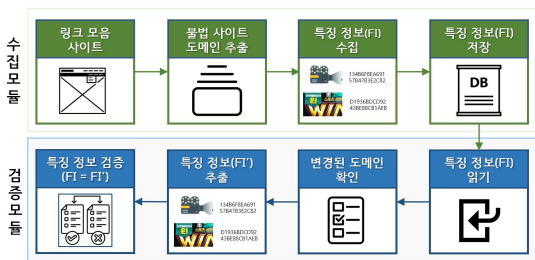 수집모듈
링크 모음
사이트
불법 사이트
도메인 추출
특징 정보(FI)
수집
134B6F8EA691
57B47B3E2C82
D1936BDCD92
43BEB8CB1AEB
특징 정보(FI)
저장
DB
검증모듈
특징 정보 검증
(FI = FI')
특징 정보(FI')
추출
134B6F8EA691
57B47B3E2C82
D1936BDCD92
43BEB8CB1AEB
변경된 도메인
확인
특징 정보(FI)
읽기